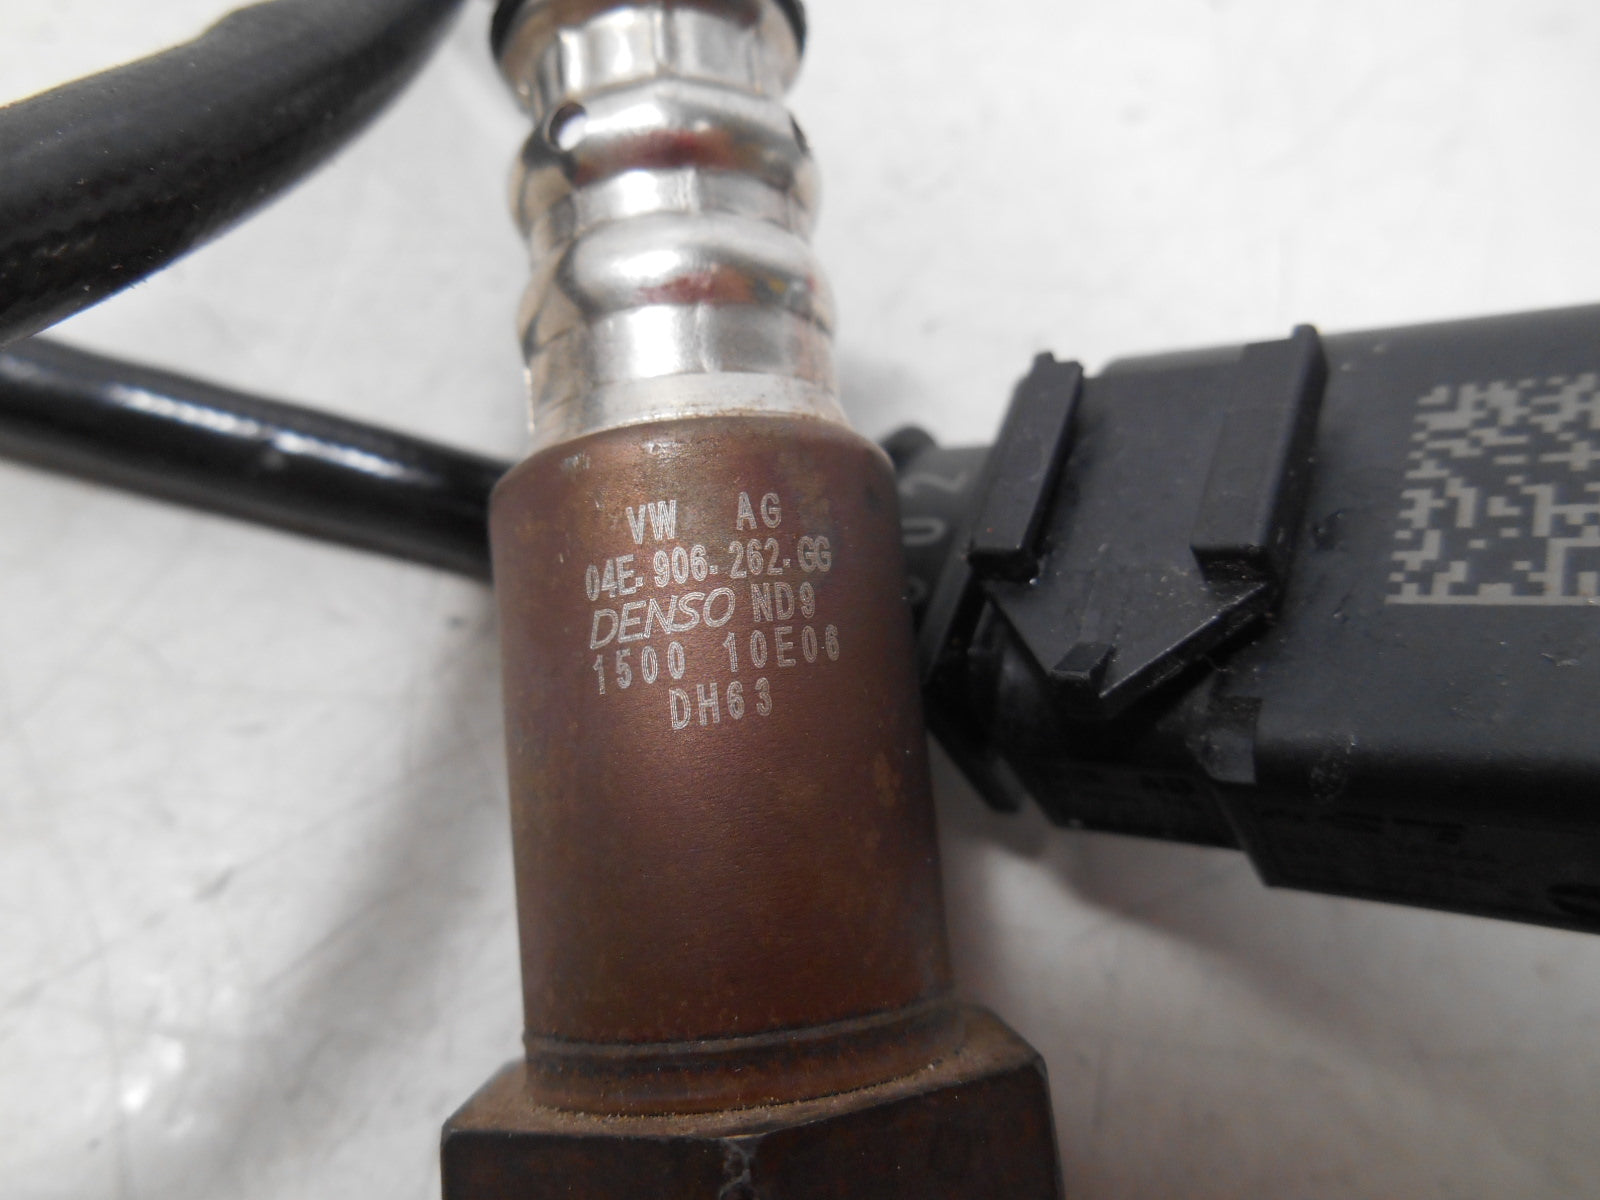 VW AG
04E.906.262.GG
DENSO ND9
1500 10E06
DH63